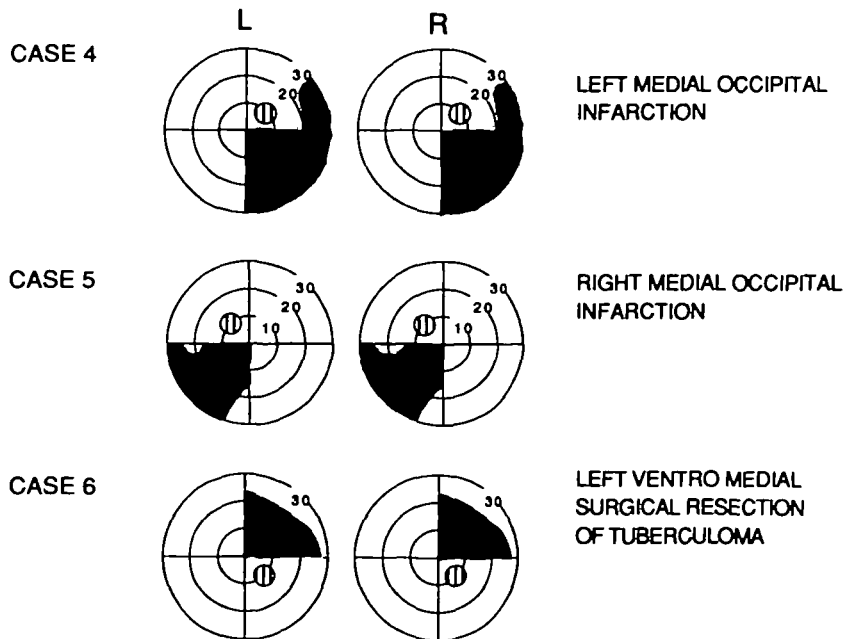 L R
CASE 4
30
20
30
20
LEFT MEDIAL OCCIPITAL
INFARCTION
CASE 5
30
20
10
30
20
10
RIGHT MEDIAL OCCIPITAL
INFARCTION
CASE 6
30
30
LEFT VENTRO MEDIAL
SURGICAL RESECTION
OF TUBERCULOMA